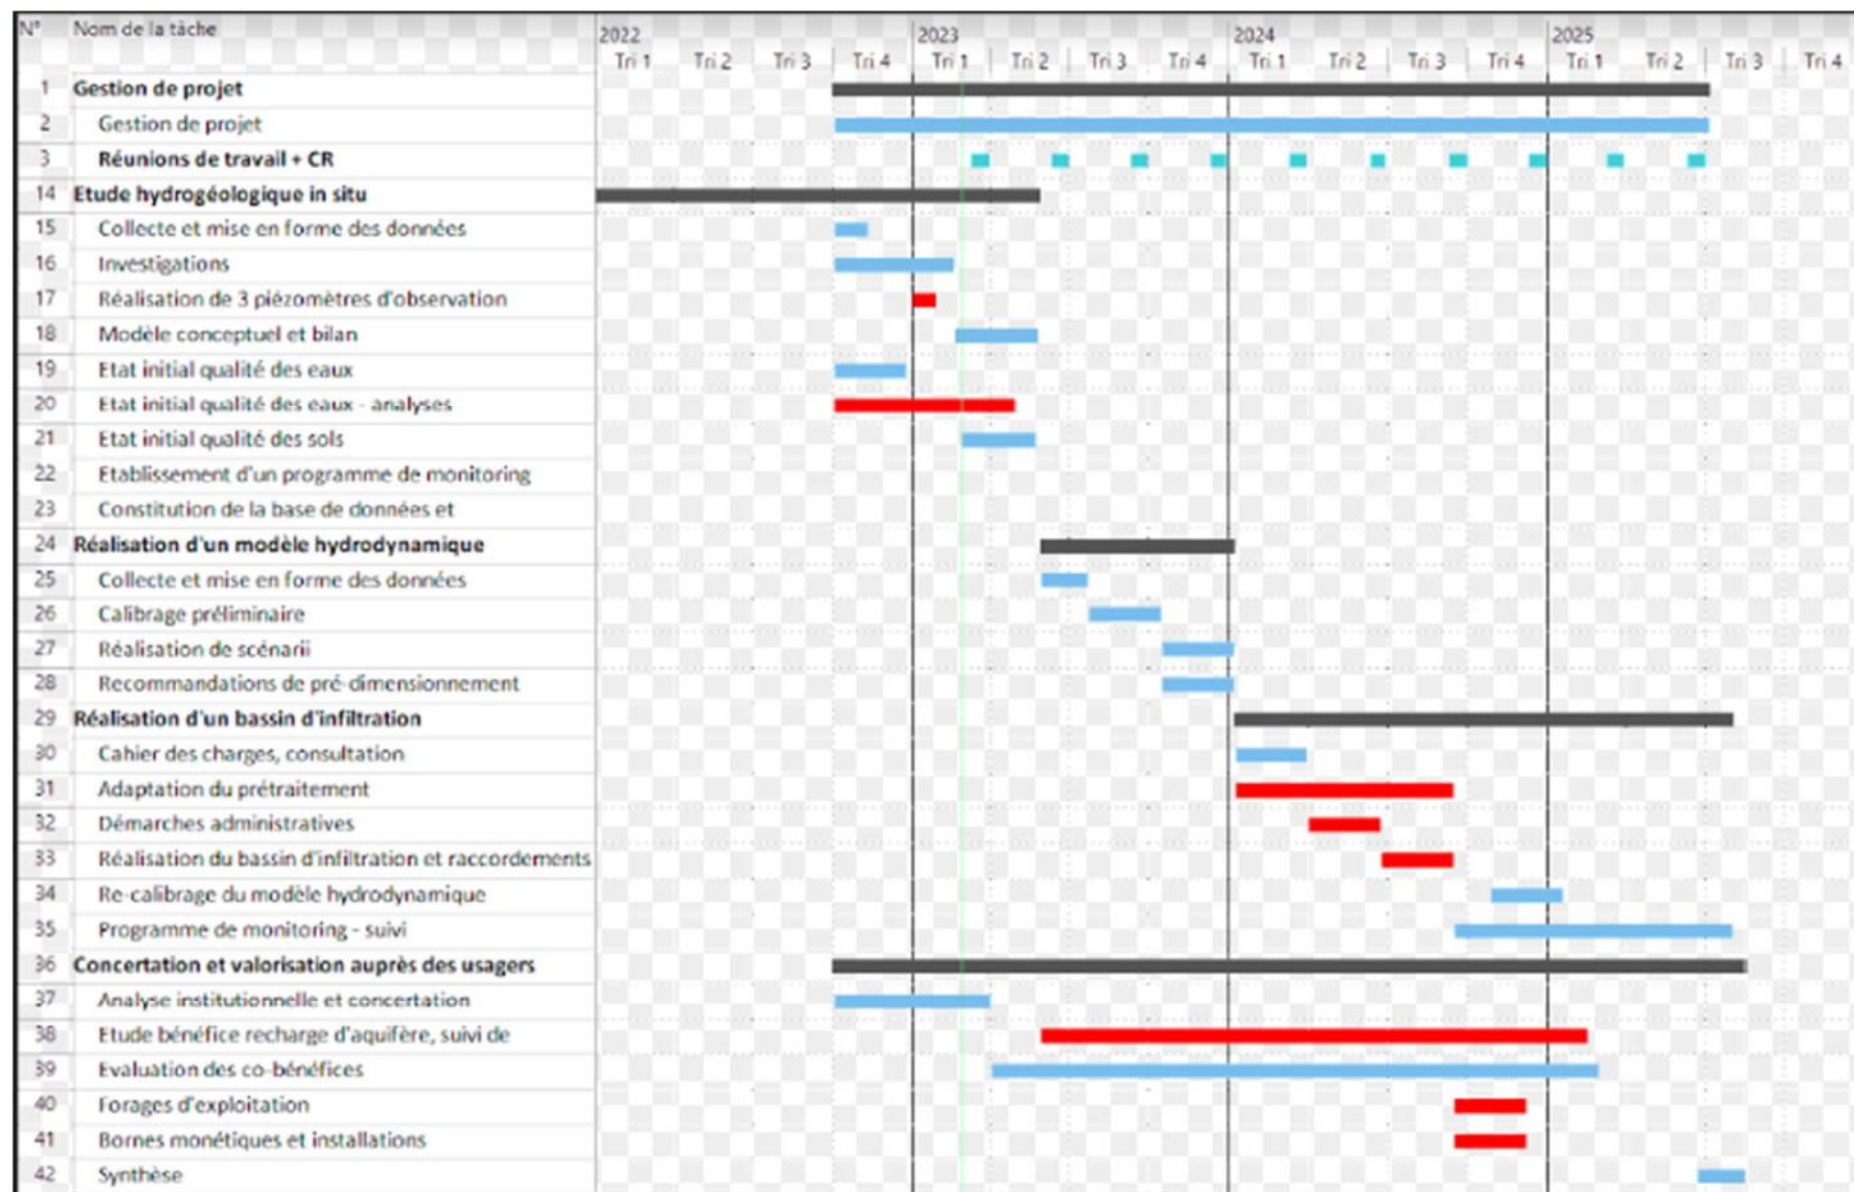 N° Nom de la tâche
2022 2023 2024 2025
Tri 1 Tri 2 Tri 3 Tri 4 Tri 1 Tri 2 Tri 3 Tri 4 Tri 1 Tri 2 Tri 3 Tri 4 Tri 1 Tri 2 Tri 3 Tri 4
1 Gestion de projet
2 Gestion de projet
3 Réunions de travail + CR
14 Etude hydrogéologique in situ
15 Collecte et mise en forme des données
16 Investigations
17 Réalisation de 3 piézomètres d'observation
18 Modèle conceptuel et bilan
19 Etat initial qualité des eaux
20 Etat initial qualité des eaux - analyses
21 Etat initial qualité des sols
22 Etablissement d'un programme de monitoring
23 Constitution de la base de données et
24 Réalisation d'un modèle hydrodynamique
25 Collecte et mise en forme des données
26 Calibrage préliminaire
27 Réalisation de scénarii
28 Recommandations de pré-dimensionnement
29 Réalisation d'un bassin d'infiltration
30 Cahier des charges, consultation
31 Adaptation du prétraitement
32 Démarches administratives
33 Réalisation du bassin d'infiltration et raccordements
34 Re-calibrage du modèle hydrodynamique
35 Programme de monitoring - suivi
36 Concertation et valorisation auprès des usagers
37 Analyse institutionnelle et concertation
38 Etude bénéfice recharge d'aquifère, suivi de
39 Evaluation des co-bénéfices
40 Forages d'exploitation
41 Bornes monétiques et installations
42 Synthèse